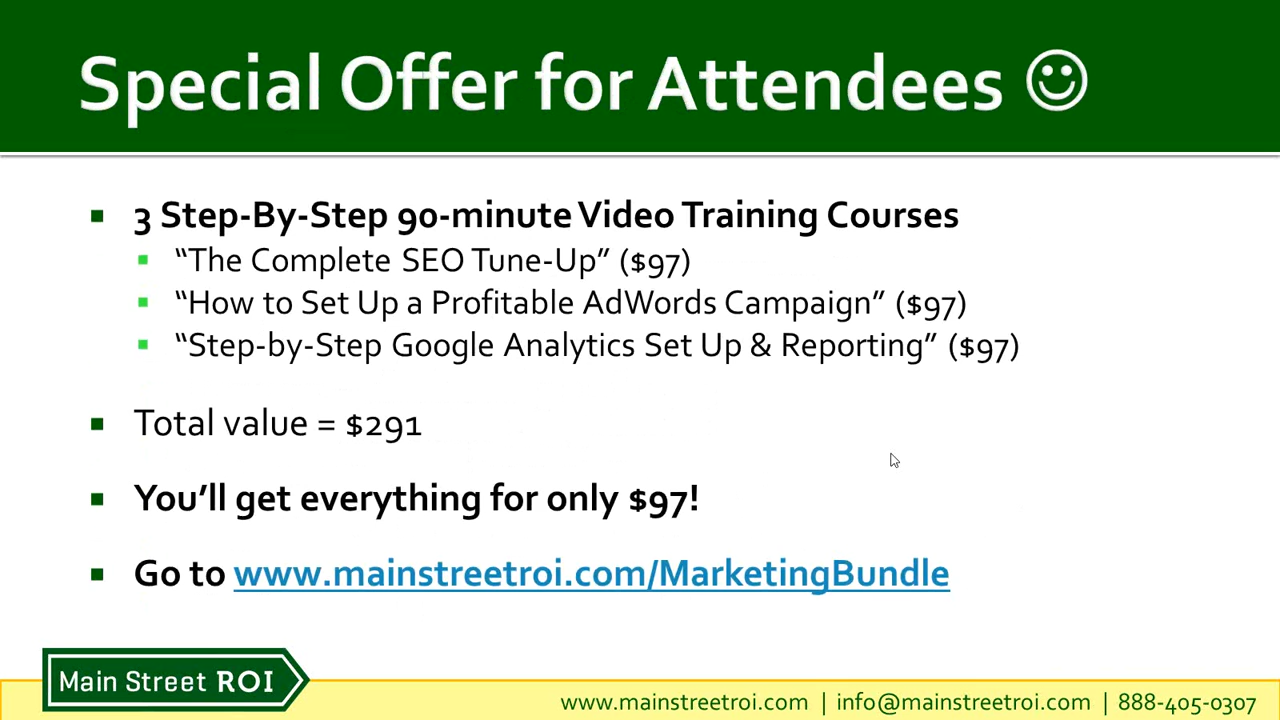 Special Offer for Attendees ☺
3 Step-By-Step 90-minute Video Training Courses
“The Complete SEO Tune-Up” ($97)
“How to Set Up a Profitable AdWords Campaign” ($97)
“Step-by-Step Google Analytics Set Up & Reporting” ($97)
Total value = $291
You’ll get everything for only $97!
Go to www.mainstreetroi.com/MarketingBundle
Main Street ROI
www.mainstreetroi.com | info@mainstreetroi.com | 888-405-0307